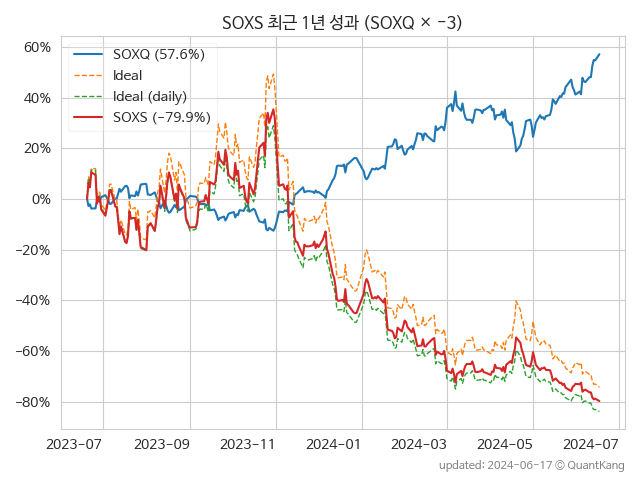 SOXS 최근 1년 성과 (SOXQ × −3)
60%
40%
20%
0%
−20%
−40%
−60%
−80%
SOXQ (57.6%)
Ideal
Ideal (daily)
SOXS (−79.9%)
2023-07
2023-09
2023-11
2024-01
2024-03
2024-05
2024-07
updated: 2024-06-17 © QuantKang